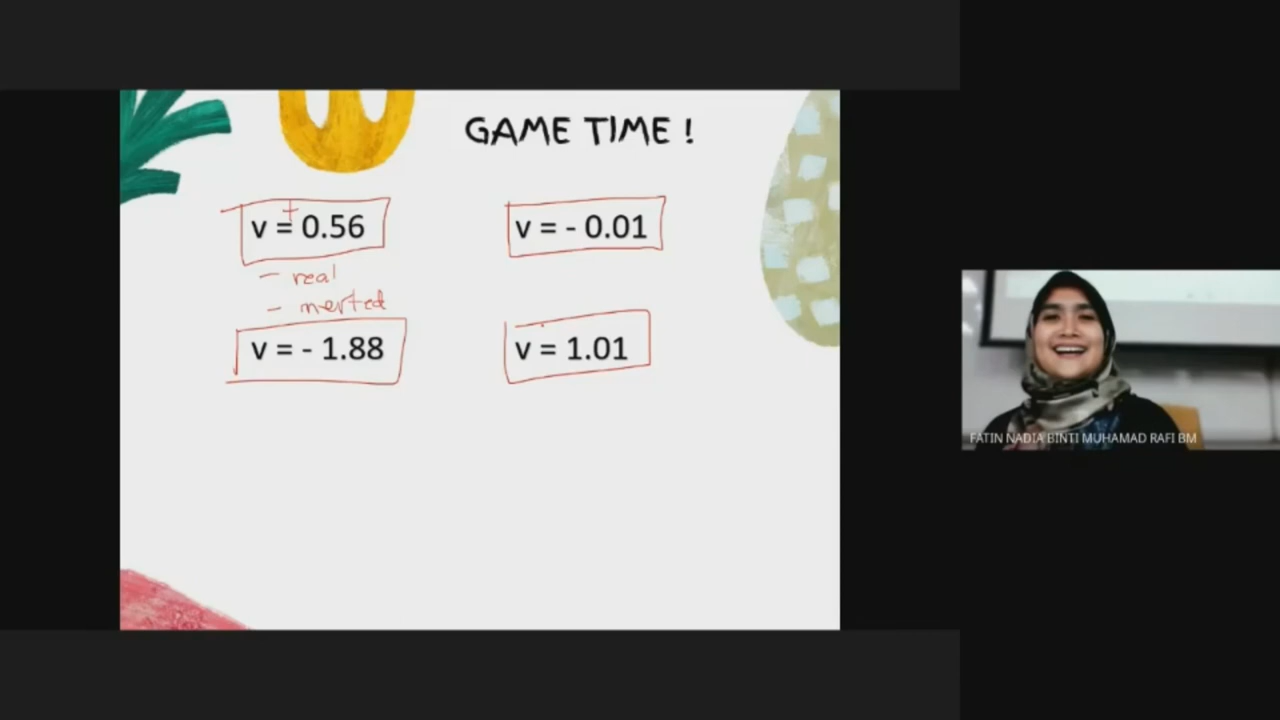 GAME TIME !
+
v = 0.56
v = - 0.01
- real
- inverted
v = - 1.88
v = 1.01
FATIN NADIA BINTI MUHAMAD RAFI BM